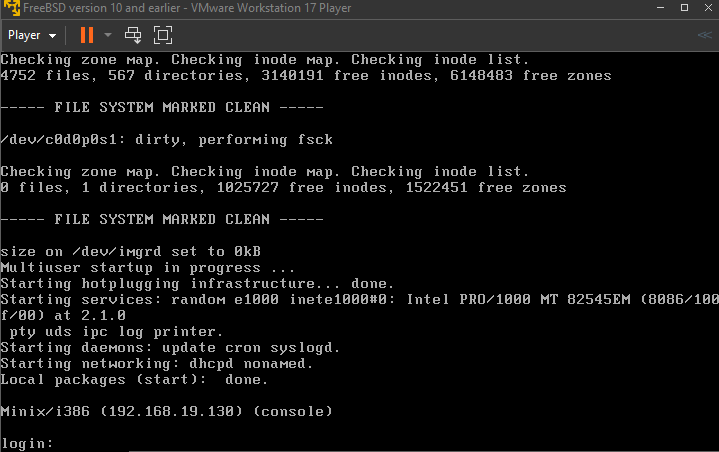 FreeBSD version 10 and earlier - VMware Workstation 17 Player
Player
Checking zone map. Checking inode map. Checking inode list.
4752 files, 567 directories, 3140191 free inodes, 6148483 free zones
----- FILE SYSTEM MARKED CLEAN -----
/dev/c0d0p0s1: dirty, performing fsck
Checking zone map. Checking inode map. Checking inode list.
0 files, 1 directories, 1025727 free inodes, 1522451 free zones
----- FILE SYSTEM MARKED CLEAN -----
size on /dev/imgrd set to 0kB
Multiuser startup in progress ...
Starting hotplugging infrastructure... done.
Starting services: random e1000 inete1000#0: Intel PRO/1000 MT 82545EM (8086/100
f/00) at 2.1.0
pty uds ipc log printer.
Starting daemons: update cron syslogd.
Starting networking: dhcpd nonamed.
Local packages (start):  done.
Minix/i386 (192.168.19.130) (console)
login: